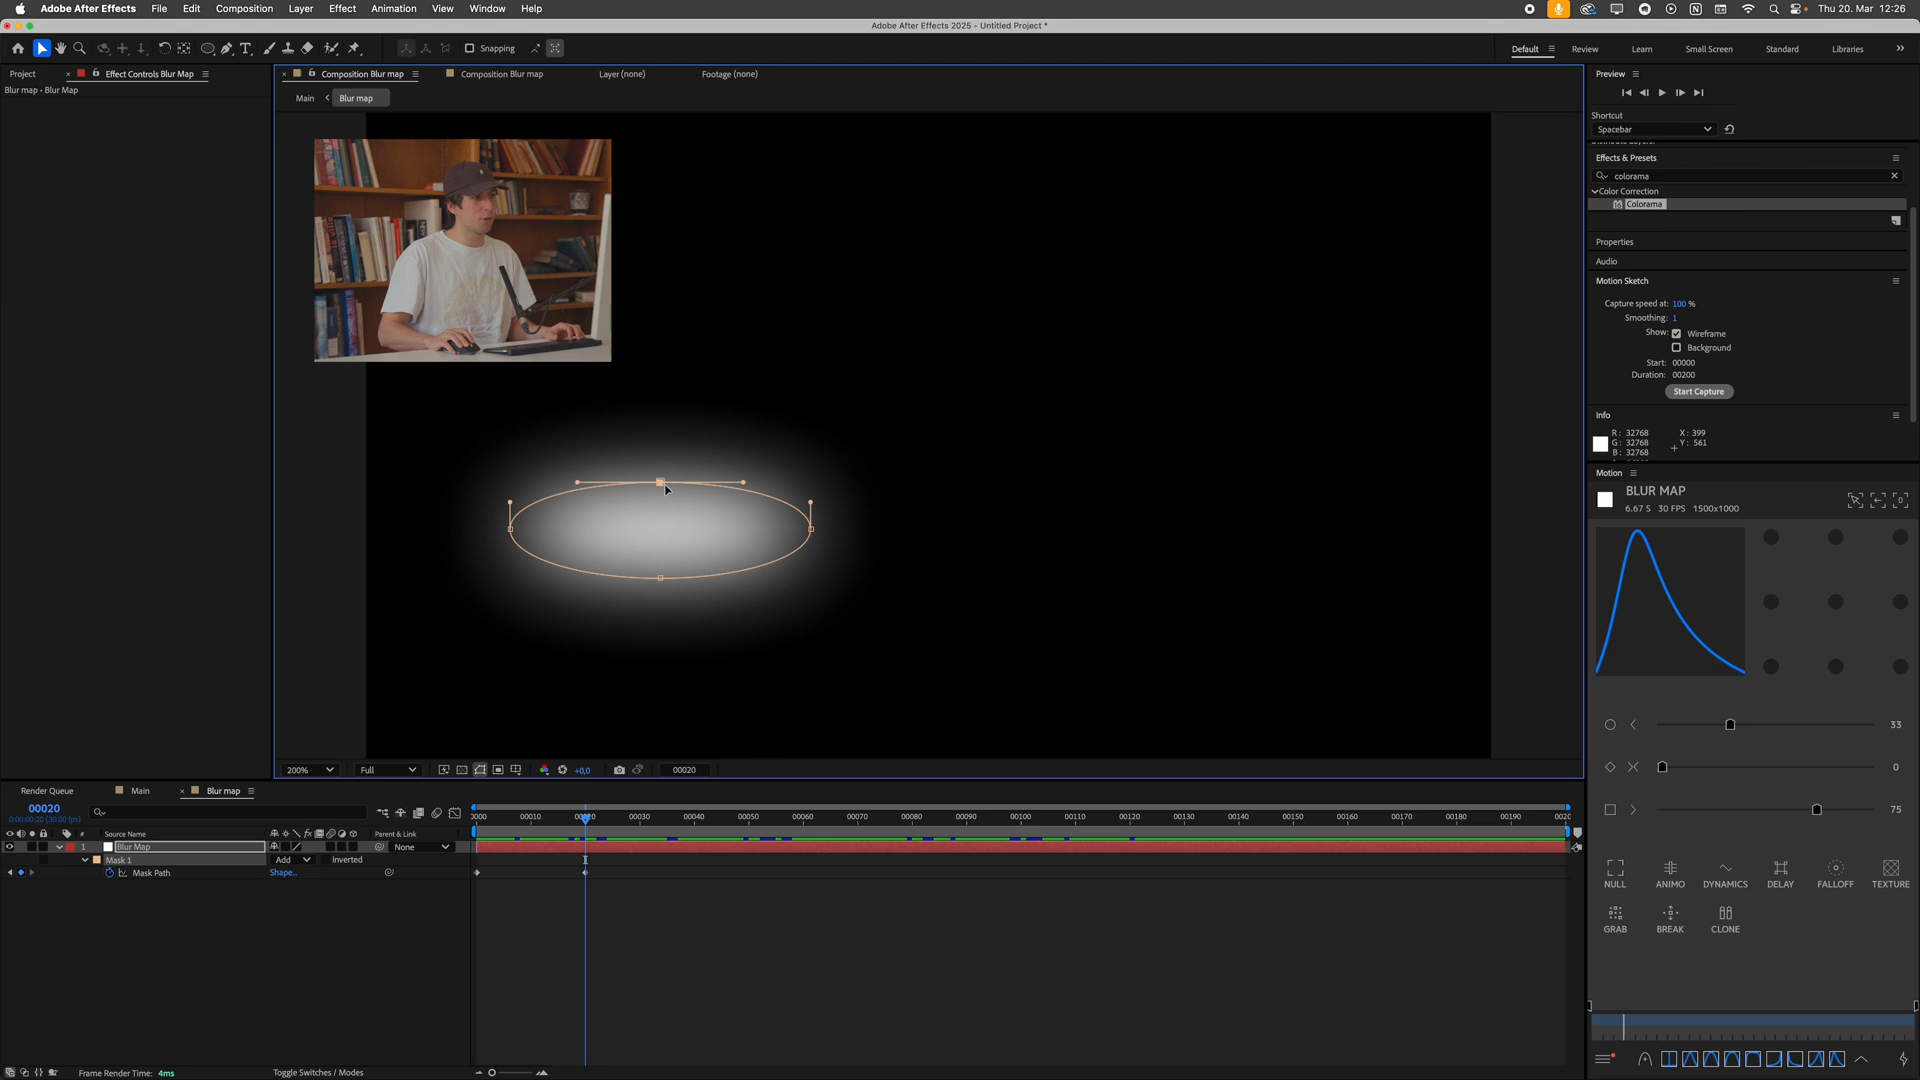 Adobe After Effects File Edit Composition Layer Effect Animation View Window Help
Thu 20. Mar 12:26
Adobe After Effects 2025 - Untitled Project *
Snapping
Default Review Learn Small Screen Standard Libraries
Project Effect Controls Blur Map
Blur map • Blur Map
Composition Blur map Composition Blur map Layer (none) Footage (none)
Main Blur map
Preview
Shortcut
Spacebar
Effects & Presets
colorama
Color Correction
Colorama
Properties
Audio
Motion Sketch
Capture speed at: 100 %
Smoothing: 1
Show: Wireframe
Background
Start: 00000
Duration: 00200
Start Capture
Info
R: 32768
G: 32768
B: 32768
X: 399
Y: 561
Motion
BLUR MAP
6.67 S 30 FPS 1500x1000
33
0
75
NULL ANIMO DYNAMICS DELAY FALLOFF TEXTURE
GRAB BREAK CLONE
200% Full +0,0 00020
Render Queue Main Blur map
00020
0:00:00:20 (30.00 fps)
0000 00010 00020 00030 00040 00050 00060 00070 00080 00090 00100 00110 00120 00130 00140 00150 00160 00170 00180 00190 0020
# Source Name Parent & Link
1 Blur Map None
Mask 1 Add Inverted
Mask Path Shape...
Frame Render Time: 4ms Toggle Switches / Modes